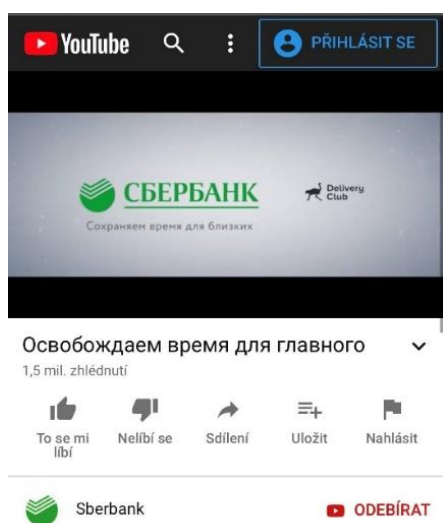 YouTube
PŘIHLÁSIT SE
СБЕРБАНК
Delivery
Club
Сохраняем время для близких
Освобождаем время для главного
1,5 mil. zhlédnutí
To se mi
líbí
Nelíbí se
Sdílení
Uložit
Nahlásit
Sberbank
ODEBÍRAT